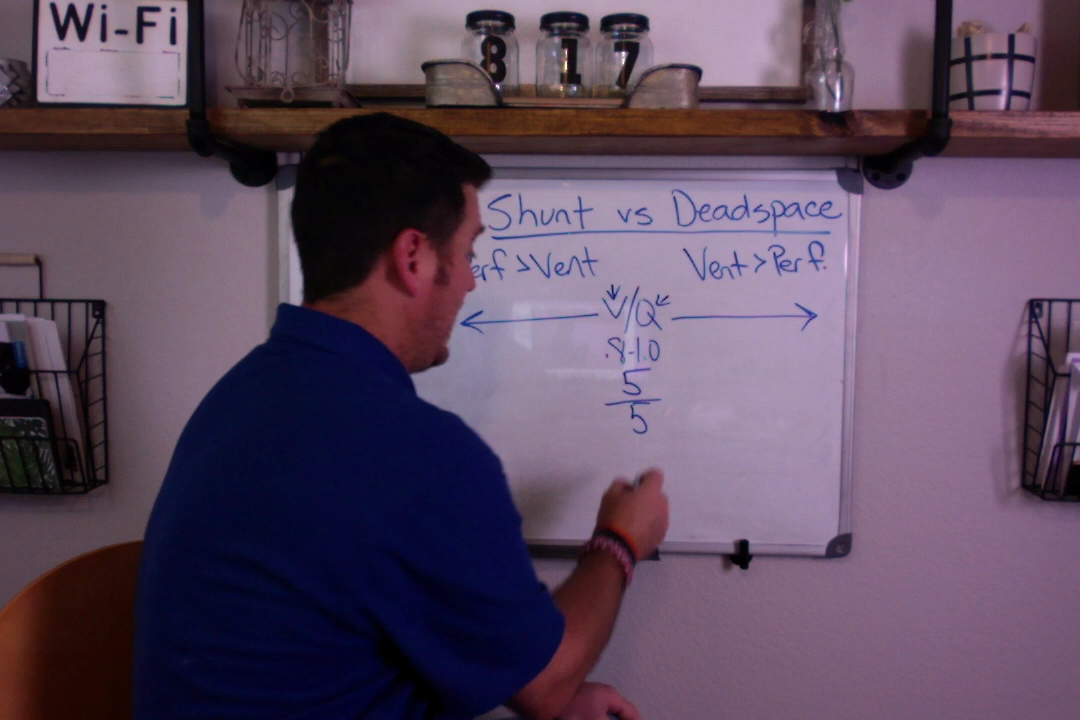 Wi-Fi
8 1 7
Shunt vs Deadspace
erf > Vent
Vent > Perf.
V/Q
.8-1.0
5
5